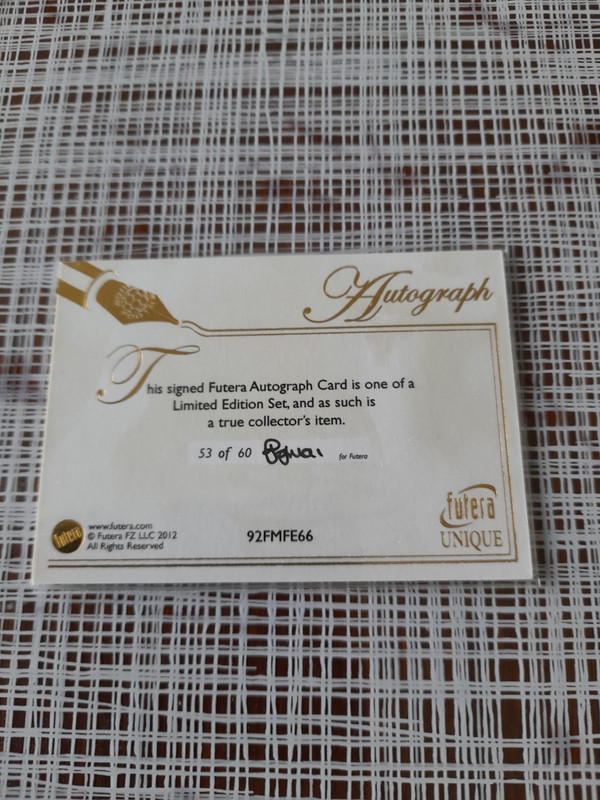 Autograph
This signed Futera Autograph Card is one of a
Limited Edition Set, and as such is
a true collector's item.
53 of 60 for Futera
futera
UNIQUE
Futera
www.futera.com
© Futera FZ LLC 2012
All Rights Reserved
92FMFE66